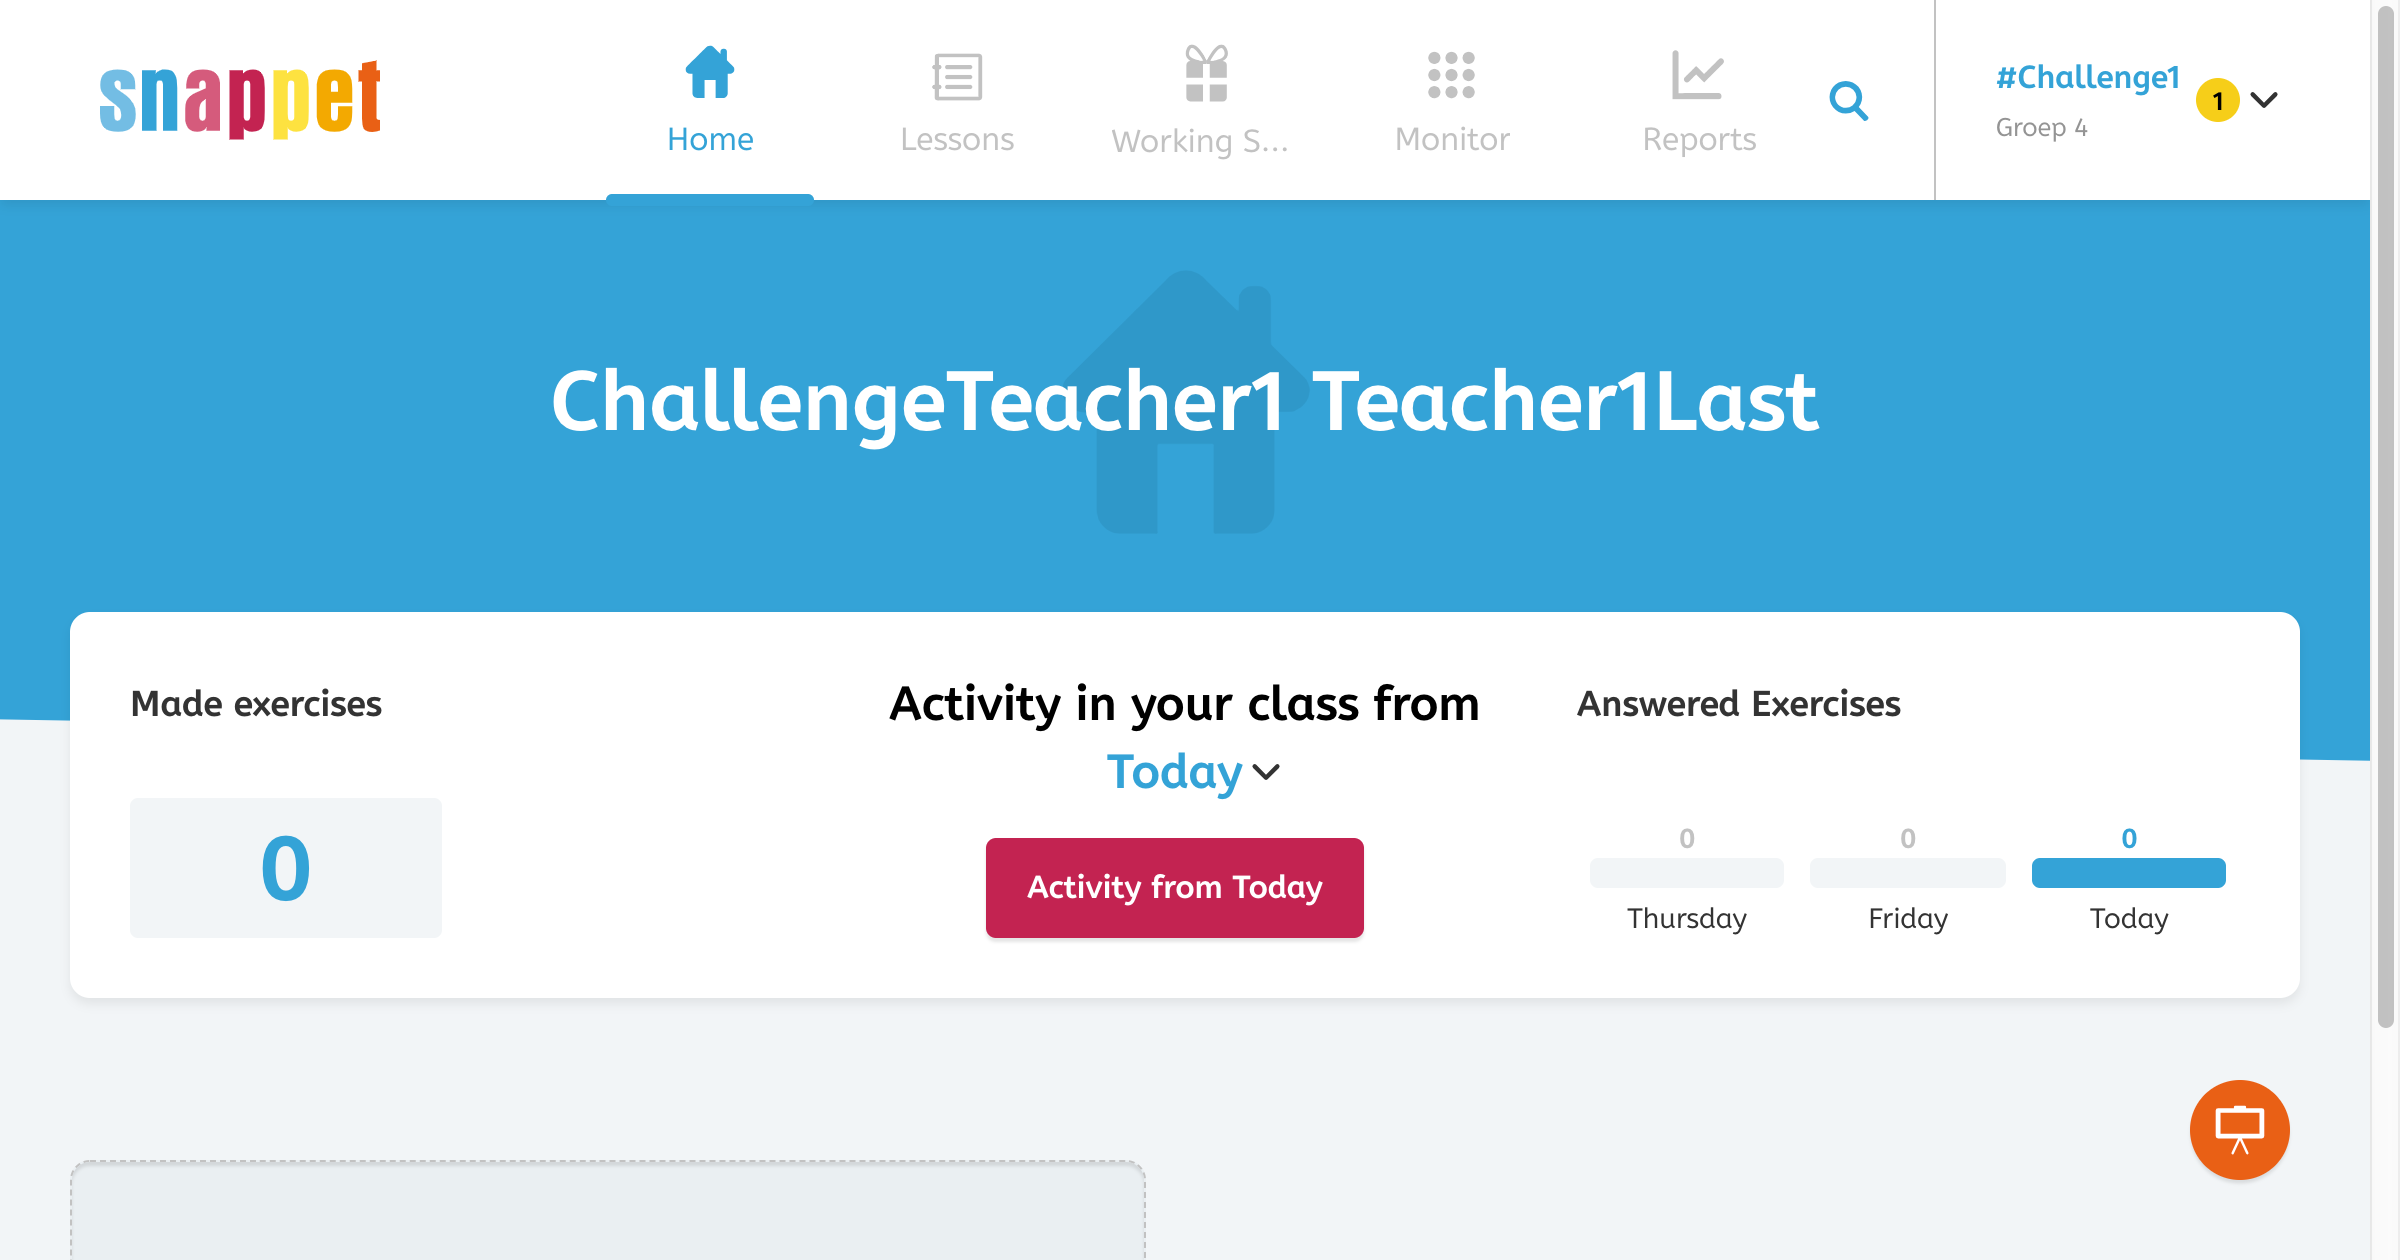 snappet
Home
Lessons
Working S...
Monitor
Reports
#Challenge1
Groep 4
1
ChallengeTeacher1 Teacher1Last
Made exercises
0
Activity in your class from
Today
Activity from Today
Answered Exercises
0 0 0
Thursday Friday Today